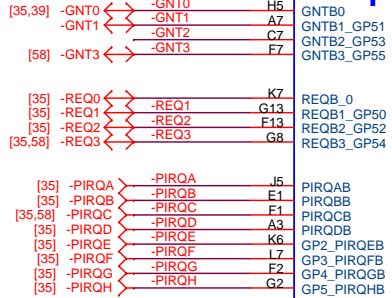 [35,39] -GNT0 -GNT0 H5 GNTB0
-GNT1 -GNT1 A7 GNTB1_GP51
-GNT2 C7 GNTB2_GP53
[58] -GNT3 -GNT3 F7 GNTB3_GP55
[35] -REQ0 K7 REQB_0
[35] -REQ1 -REQ1 G13 REQB1_GP50
[35] -REQ2 -REQ2 F13 REQB2_GP52
[35,58] -REQ3 -REQ3 G8 REQB3_GP54
[35] -PIRQA -PIRQA J5 PIRQAB
[35] -PIRQB -PIRQB E1 PIRQBB
[35,58] -PIRQC -PIRQC F1 PIRQCB
[35] -PIRQD -PIRQD A3 PIRQDB
[35] -PIRQE -PIRQE K6 GP2_PIRQEB
[35] -PIRQF -PIRQF L7 GP3_PIRQFB
[35] -PIRQG -PIRQG F2 GP4_PIRQGB
[35] -PIRQH -PIRQH G2 GP5_PIRQHB